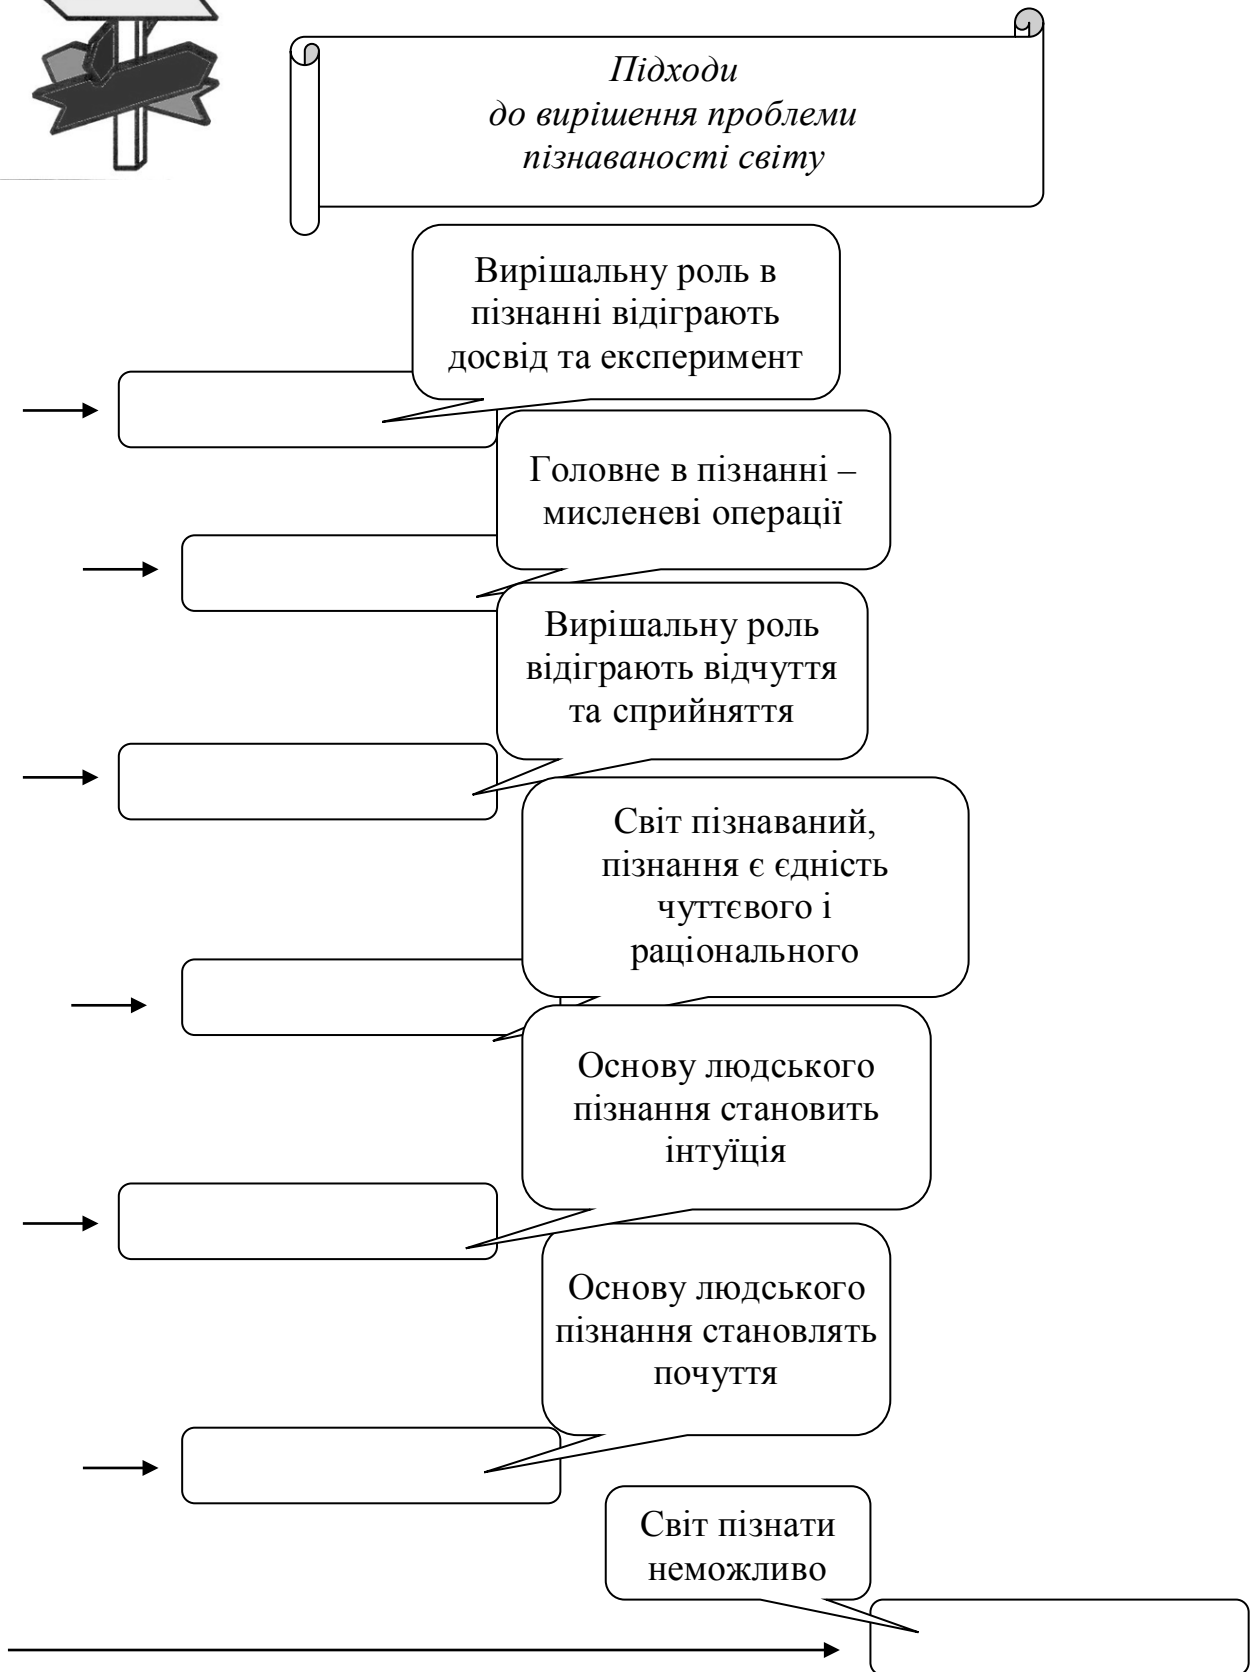 Підходи
до вирішення проблеми
пізнаваності світу
Вирішальну роль в
пізнанні відіграють
досвід та експеримент
Головне в пізнанні –
мисленеві операції
Вирішальну роль
відіграють відчуття
та сприйняття
Світ пізнаваний,
пізнання є єдність
чуттєвого і
раціонального
Основу людського
пізнання становить
інтуїція
Основу людського
пізнання становлять
почуття
Світ пізнати
неможливо